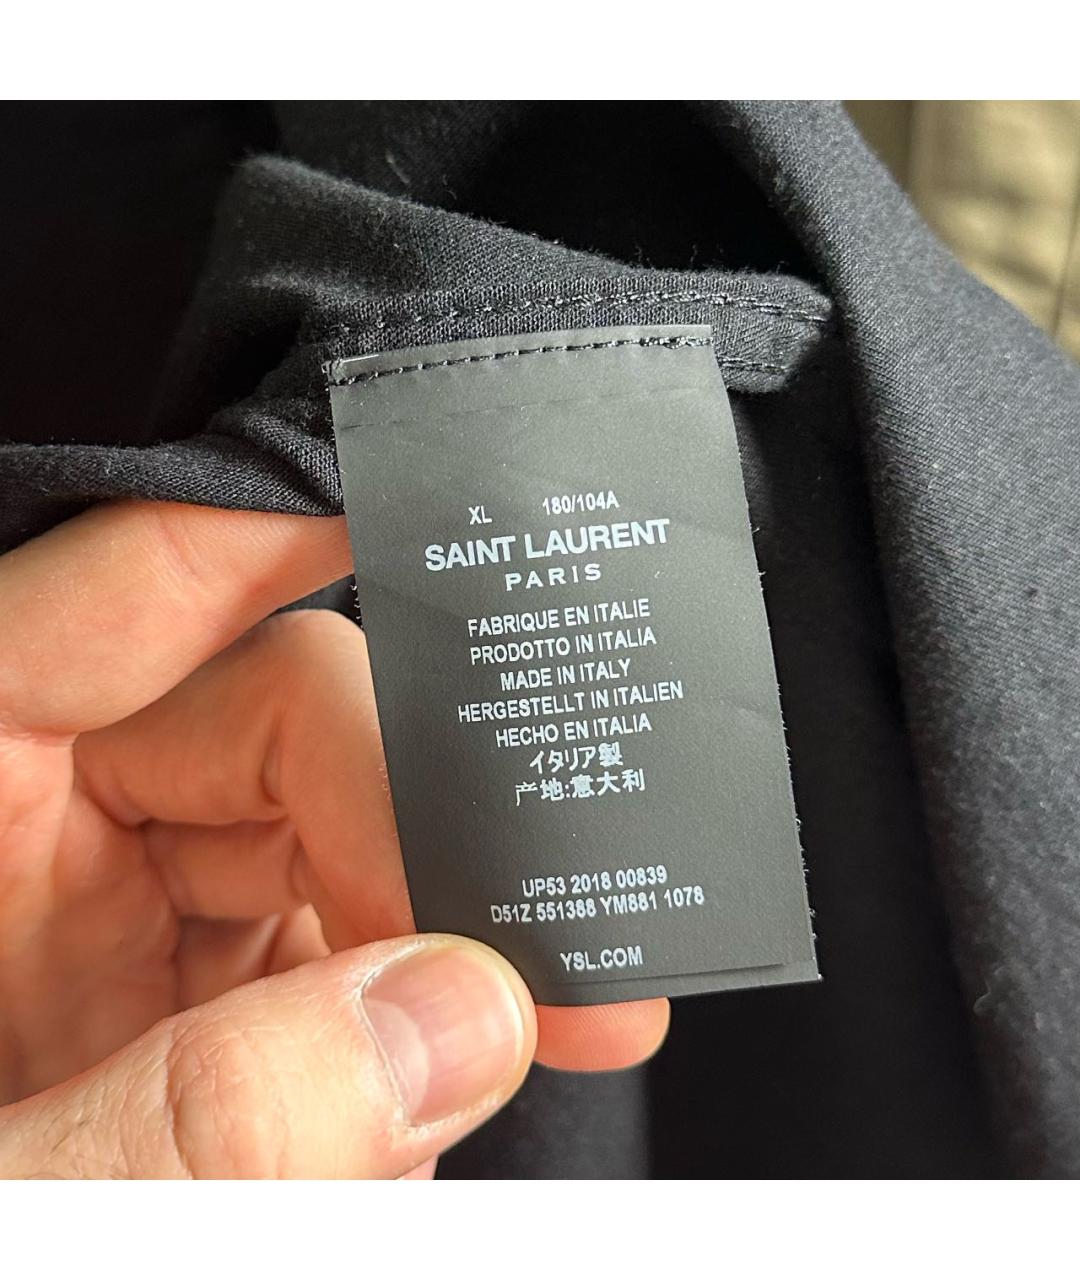 XL 180/104A
SAINT LAURENT
PARIS
FABRIQUE EN ITALIE
PRODOTTO IN ITALIA
MADE IN ITALY
HERGESTELLT IN ITALIEN
HECHO EN ITALIA
イタリア製
产地:意大利
UP53 2018 00839
D51Z 551388 YM881 1078
YSL.COM